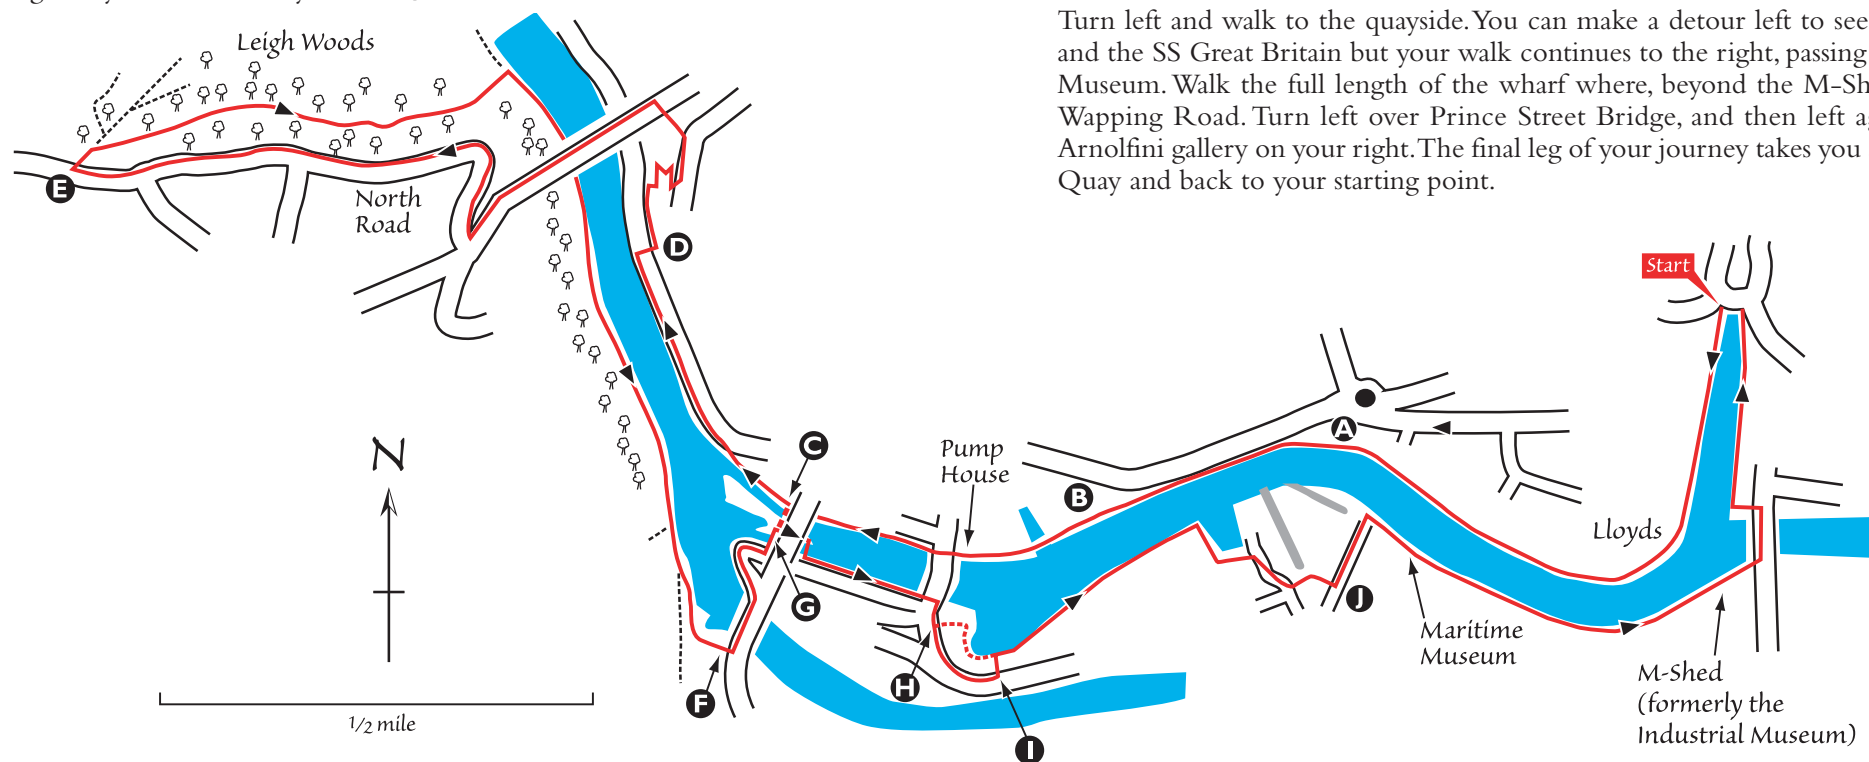 Turn left and walk to the quayside. You can make a detour left to see
and the SS Great Britain but your walk continues to the right, passing
Museum. Walk the full length of the wharf where, beyond the M-Sh
Wapping Road. Turn left over Prince Street Bridge, and then left a
Arnolfini gallery on your right. The final leg of your journey takes you
Quay and back to your starting point.
Leigh Woods
E
North
Road
D
Start
N
C
Pump
House
A
B
Lloyds
G
J
H
F
I
Maritime
Museum
M-Shed
(formerly the
Industrial Museum)
1/2 mile